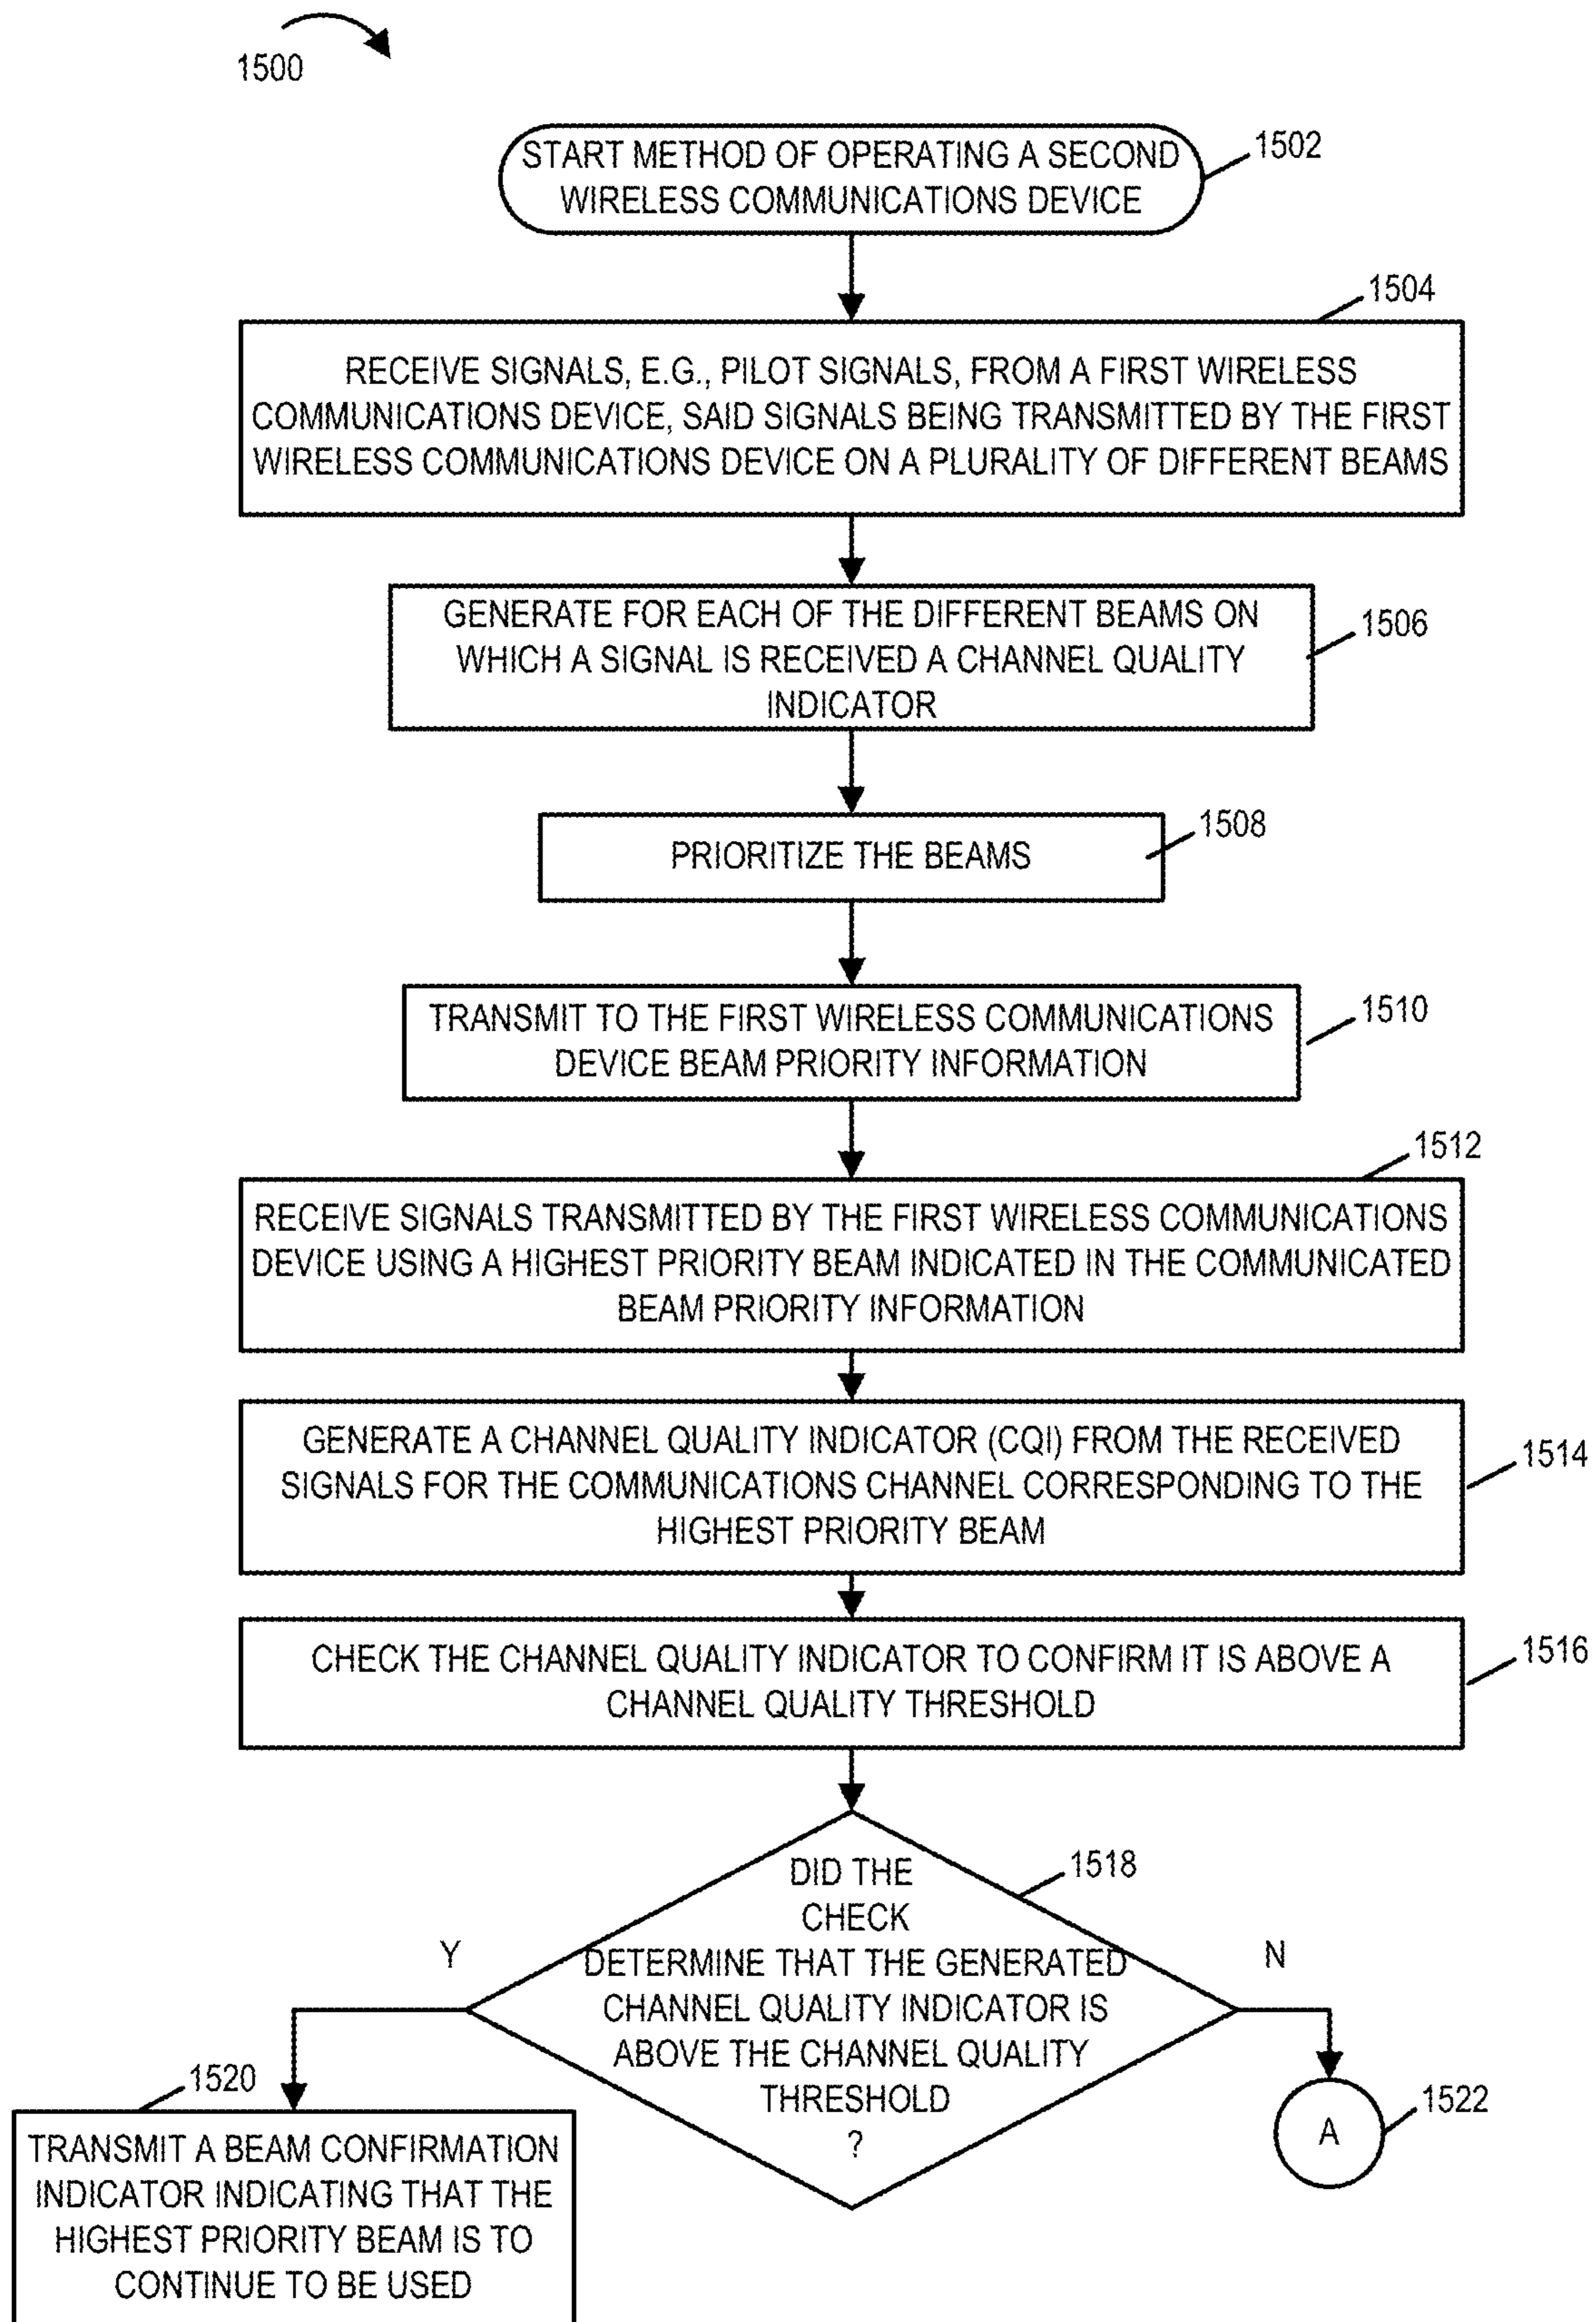 1500
START METHOD OF OPERATING A SECOND
WIRELESS COMMUNICATIONS DEVICE
1502
1504
RECEIVE SIGNALS, E.G., PILOT SIGNALS, FROM A FIRST WIRELESS
COMMUNICATIONS DEVICE, SAID SIGNALS BEING TRANSMITTED BY THE FIRST
WIRELESS COMMUNICATIONS DEVICE ON A PLURALITY OF DIFFERENT BEAMS
GENERATE FOR EACH OF THE DIFFERENT BEAMS ON
WHICH A SIGNAL IS RECEIVED A CHANNEL QUALITY
INDICATOR
1506
PRIORITIZE THE BEAMS
1508
TRANSMIT TO THE FIRST WIRELESS COMMUNICATIONS
DEVICE BEAM PRIORITY INFORMATION
1510
1512
RECEIVE SIGNALS TRANSMITTED BY THE FIRST WIRELESS COMMUNICATIONS
DEVICE USING A HIGHEST PRIORITY BEAM INDICATED IN THE COMMUNICATED
BEAM PRIORITY INFORMATION
GENERATE A CHANNEL QUALITY INDICATOR (CQI) FROM THE RECEIVED
SIGNALS FOR THE COMMUNICATIONS CHANNEL CORRESPONDING TO THE
HIGHEST PRIORITY BEAM
1514
CHECK THE CHANNEL QUALITY INDICATOR TO CONFIRM IT IS ABOVE A
CHANNEL QUALITY THRESHOLD
1516
DID THE
CHECK
DETERMINE THAT THE GENERATED
CHANNEL QUALITY INDICATOR IS
ABOVE THE CHANNEL QUALITY
THRESHOLD
?
1518
Y
N
1520
TRANSMIT A BEAM CONFIRMATION
INDICATOR INDICATING THAT THE
HIGHEST PRIORITY BEAM IS TO
CONTINUE TO BE USED
A
1522